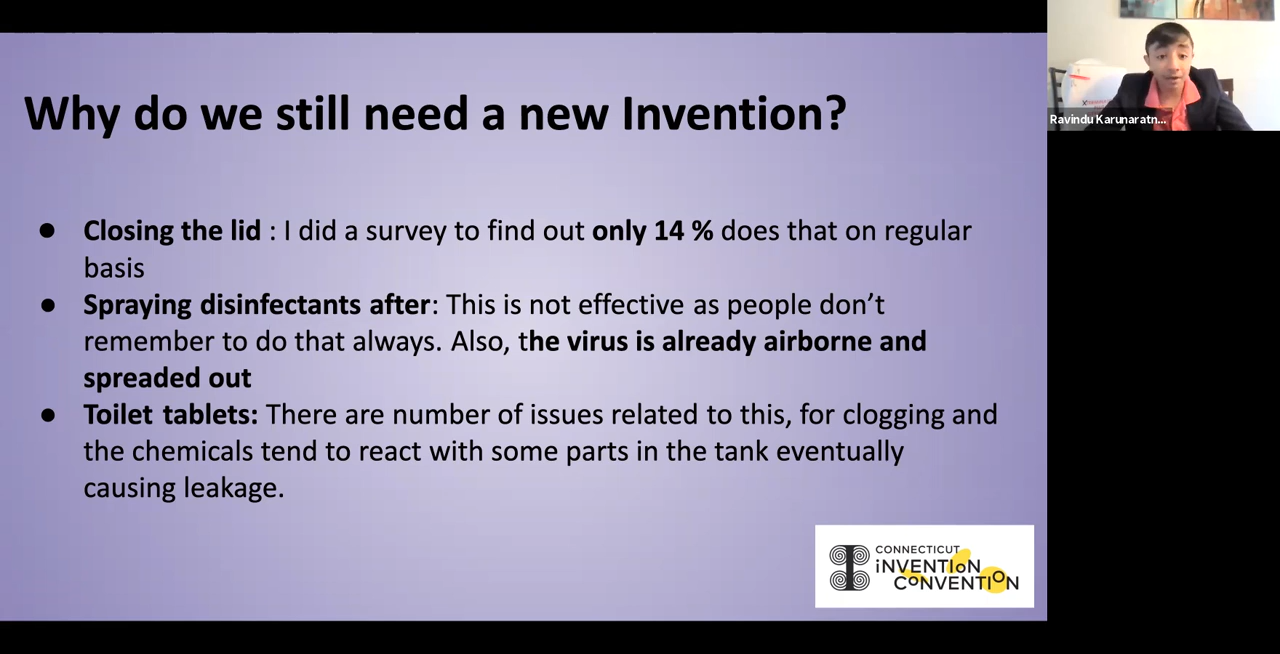 Why do we still need a new Invention?
● Closing the lid : I did a survey to find out only 14 % does that on regular
basis
● Spraying disinfectants after: This is not effective as people don't
remember to do that always. Also, the virus is already airborne and
spreaded out
● Toilet tablets: There are number of issues related to this, for clogging and
the chemicals tend to react with some parts in the tank eventually
causing leakage.
CONNECTICUT
iNVENTIoN
CoNVENTIoN
Ravindu Karunaratn...